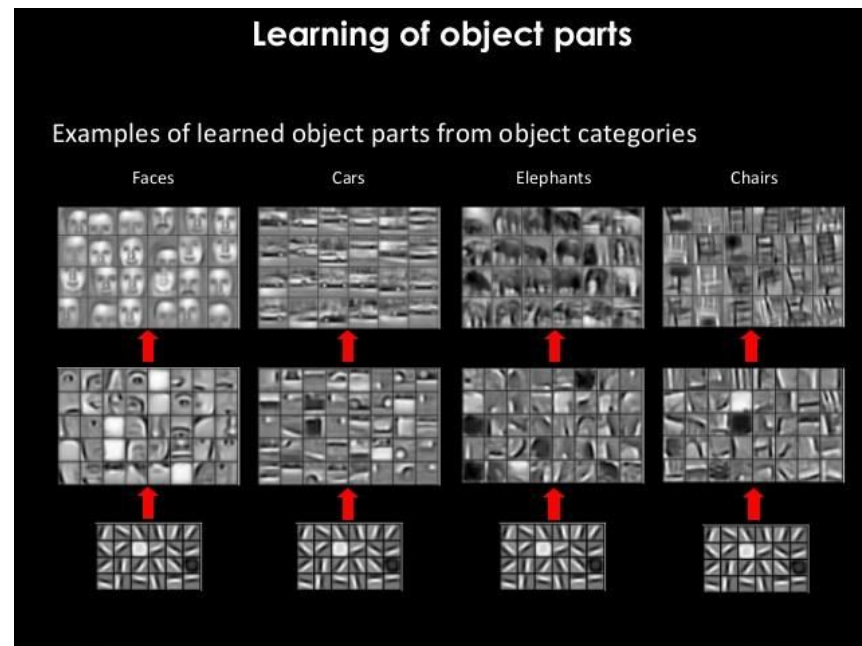 Learning of object parts
Examples of learned object parts from object categories
Faces Cars Elephants Chairs